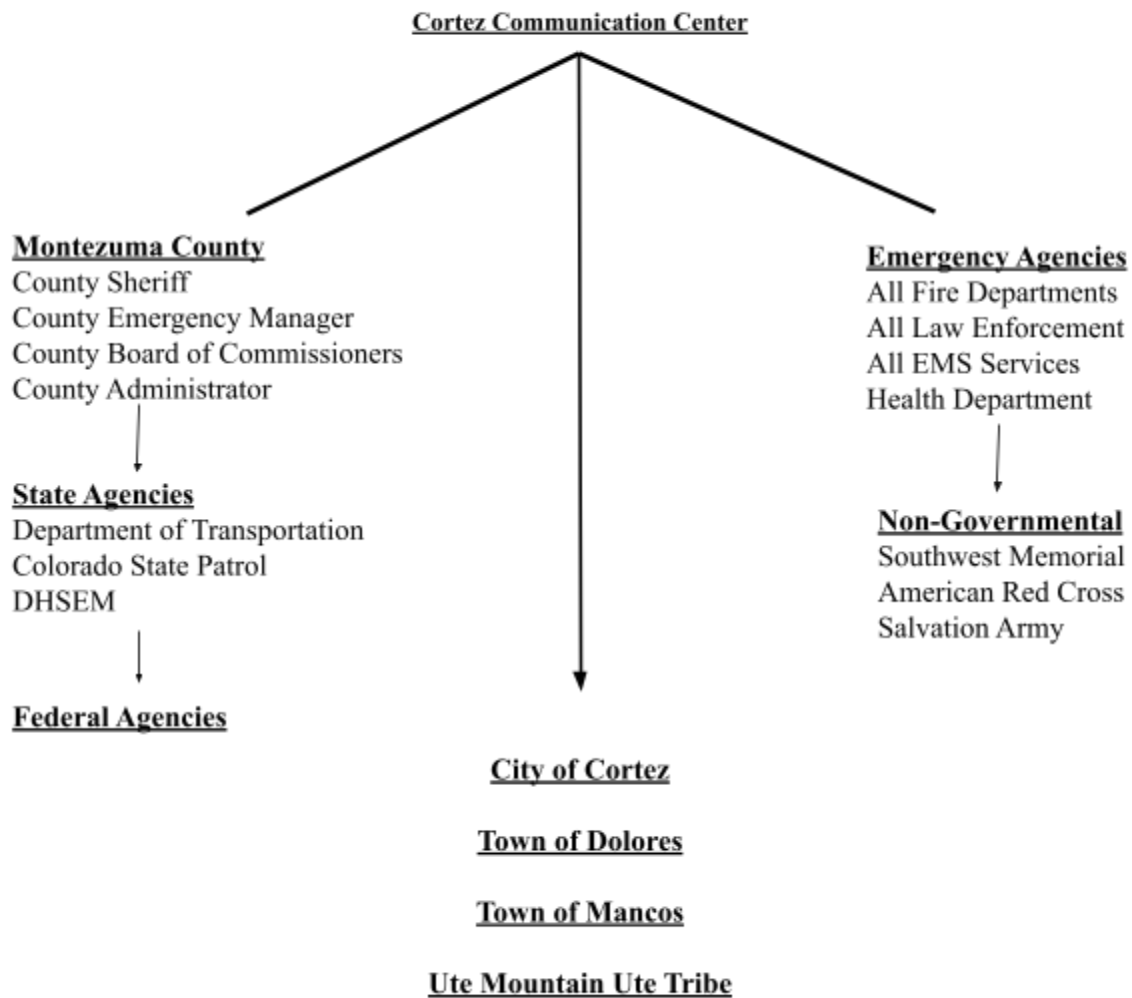 Cortez Communication Center
Montezuma County
County Sheriff
County Emergency Manager
County Board of Commissioners
County Administrator
State Agencies
Department of Transportation
Colorado State Patrol
DHSEM
Federal Agencies
Emergency Agencies
All Fire Departments
All Law Enforcement
All EMS Services
Health Department
Non-Governmental
Southwest Memorial
American Red Cross
Salvation Army
City of Cortez
Town of Dolores
Town of Mancos
Ute Mountain Ute Tribe